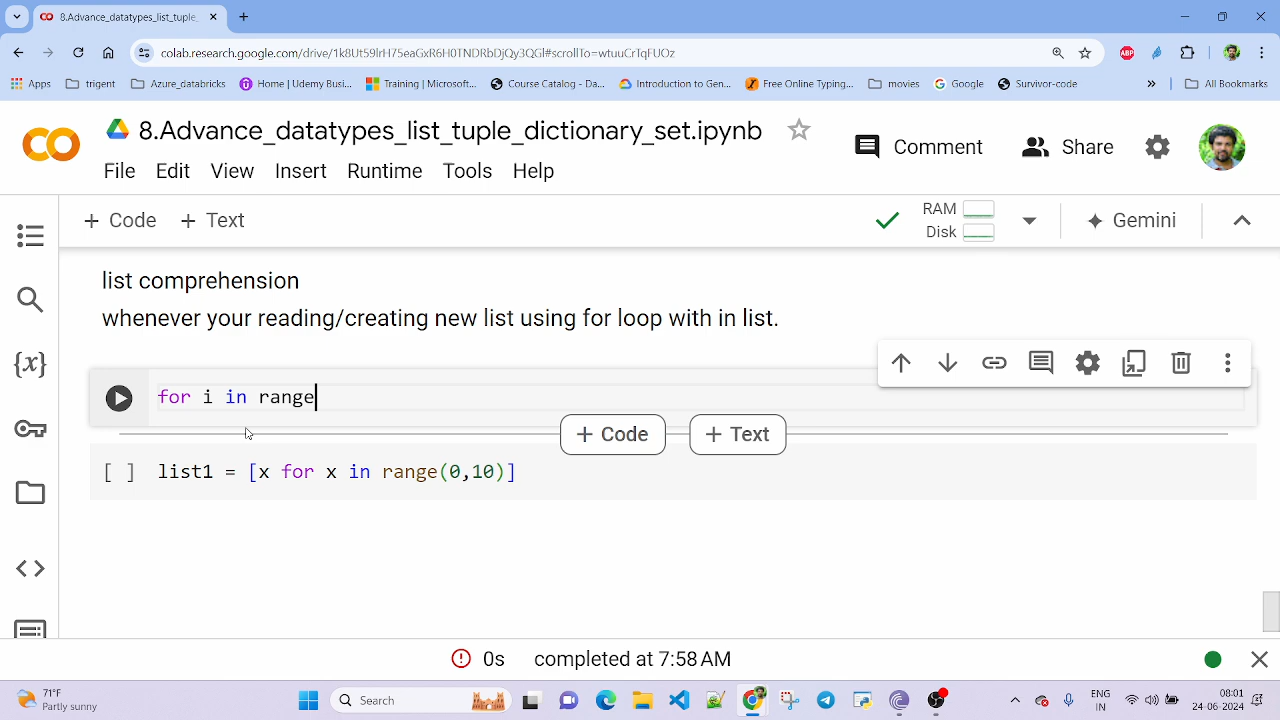 8.Advance_datatypes_list_tuple_
colab.research.google.com/drive/1k8Ut59lrH75eaGxR6H0TNDRbDjQy3QGl#scrollTo=wtuuCrTqFUOz
ABP
Apps trigent Azure databricks Home | Udemy Busi... Training | Microsoft... Course Catalog - Da... Introduction to Gen... Free Online Typing... movies Google Survivor-code » All Bookmarks
8.Advance_datatypes_list_tuple_dictionary_set.ipynb
Comment Share
File Edit View Insert Runtime Tools Help
+ Code + Text
RAM
Disk
Gemini
list comprehension
whenever your reading/creating new list using for loop with in list.
for i in range
+ Code + Text
[ ] list1 = [x for x in range(0,10)]
{x}
0s completed at 7:58 AM
71°F
Partly sunny
Search
ENG
IN
08:01
24-06-2024